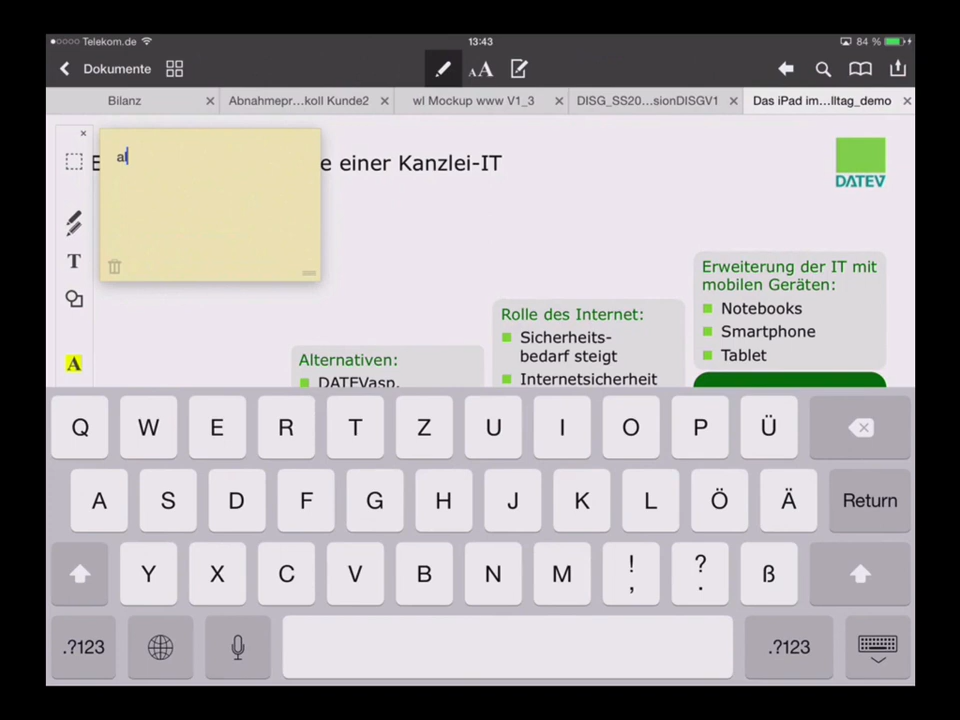 Telekom.de
13:43
84 %
Dokumente
AA
Bilanz
Abnahmepr...koll Kunde2
wl Mockup www V1_3
DISG_SS20...sionDISGV1
Das iPad im...lltag_demo
e einer Kanzlei-IT
DATEV
T
A
Alternativen:
DATEVasp,
Rolle des Internet:
Sicherheits-
bedarf steigt
Internetsicherheit
Erweiterung der IT mit
mobilen Geräten:
Notebooks
Smartphone
Tablet
Q W E R T Z U I O P Ü
A S D F G H J K L Ö Ä Return
Y X C V B N M ! , ? . ß
.?123 .?123